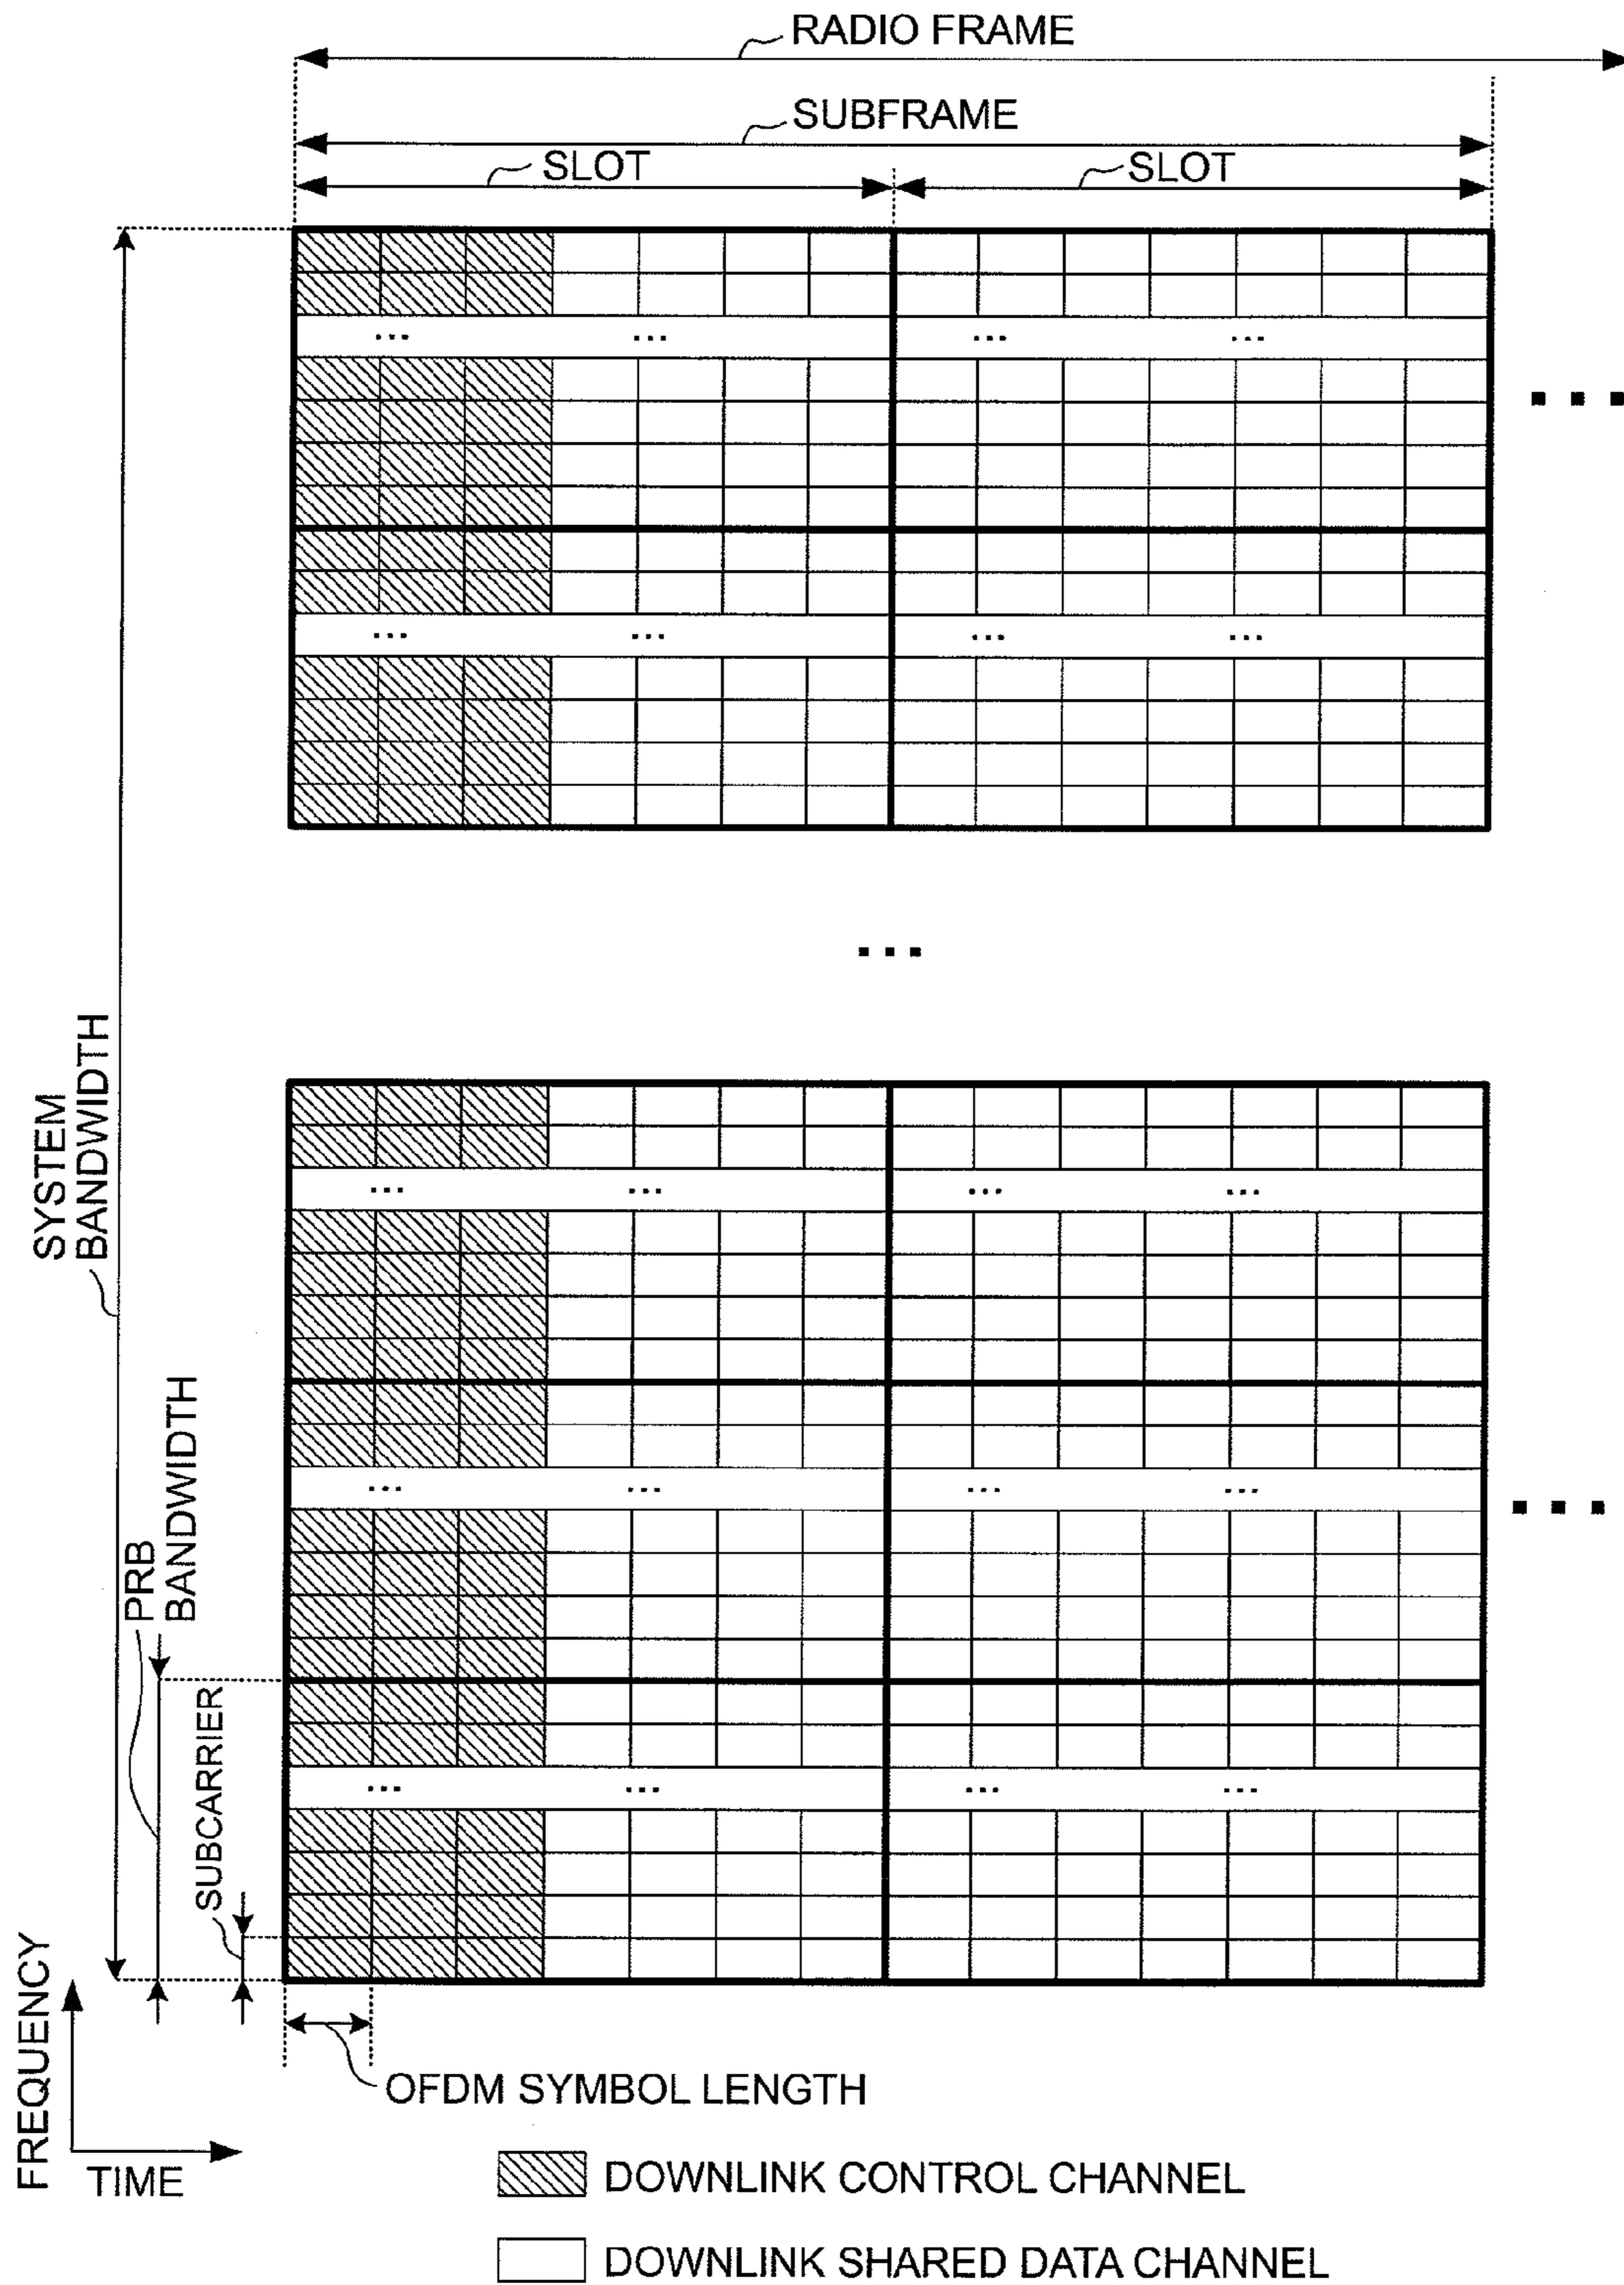 RADIO FRAME
SUBFRAME
SLOT
SLOT
...
...
...
...
...
...
...
...
...
...
SYSTEM
BANDWIDTH
...
...
...
...
...
...
...
...
...
PRB
BANDWIDTH
SUBCARRIER
...
...
...
...
FREQUENCY
TIME
OFDM SYMBOL LENGTH
DOWNLINK CONTROL CHANNEL
DOWNLINK SHARED DATA CHANNEL